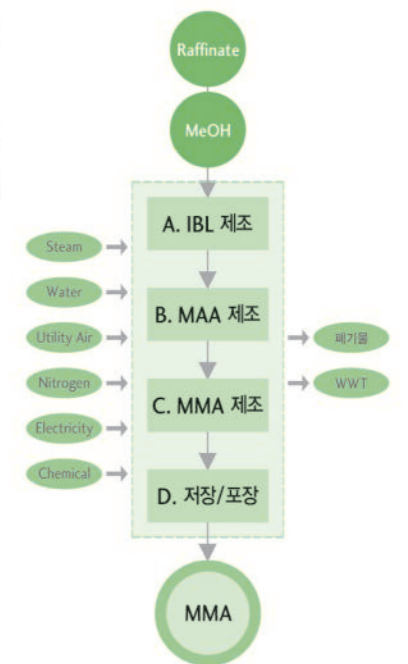 Raffinate
MeOH
A. IBL 제조
Steam
Water
B. MAA 제조
Utility Air
폐기물
Nitrogen
C. MMA 제조
WWT
Electricity
Chemical
D. 저장/포장
MMA